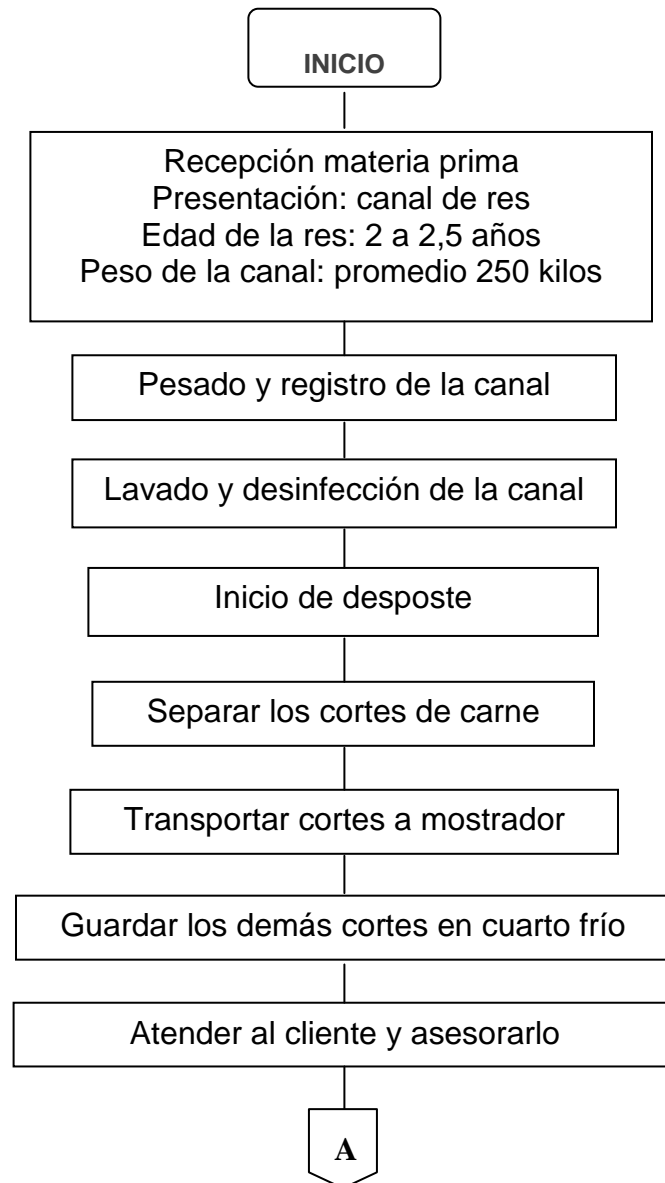 INICIO
Recepción materia prima
Presentación: canal de res
Edad de la res: 2 a 2,5 años
Peso de la canal: promedio 250 kilos
Pesado y registro de la canal
Lavado y desinfección de la canal
Inicio de desposte
Separar los cortes de carne
Transportar cortes a mostrador
Guardar los demás cortes en cuarto frío
Atender al cliente y asesorarlo
A